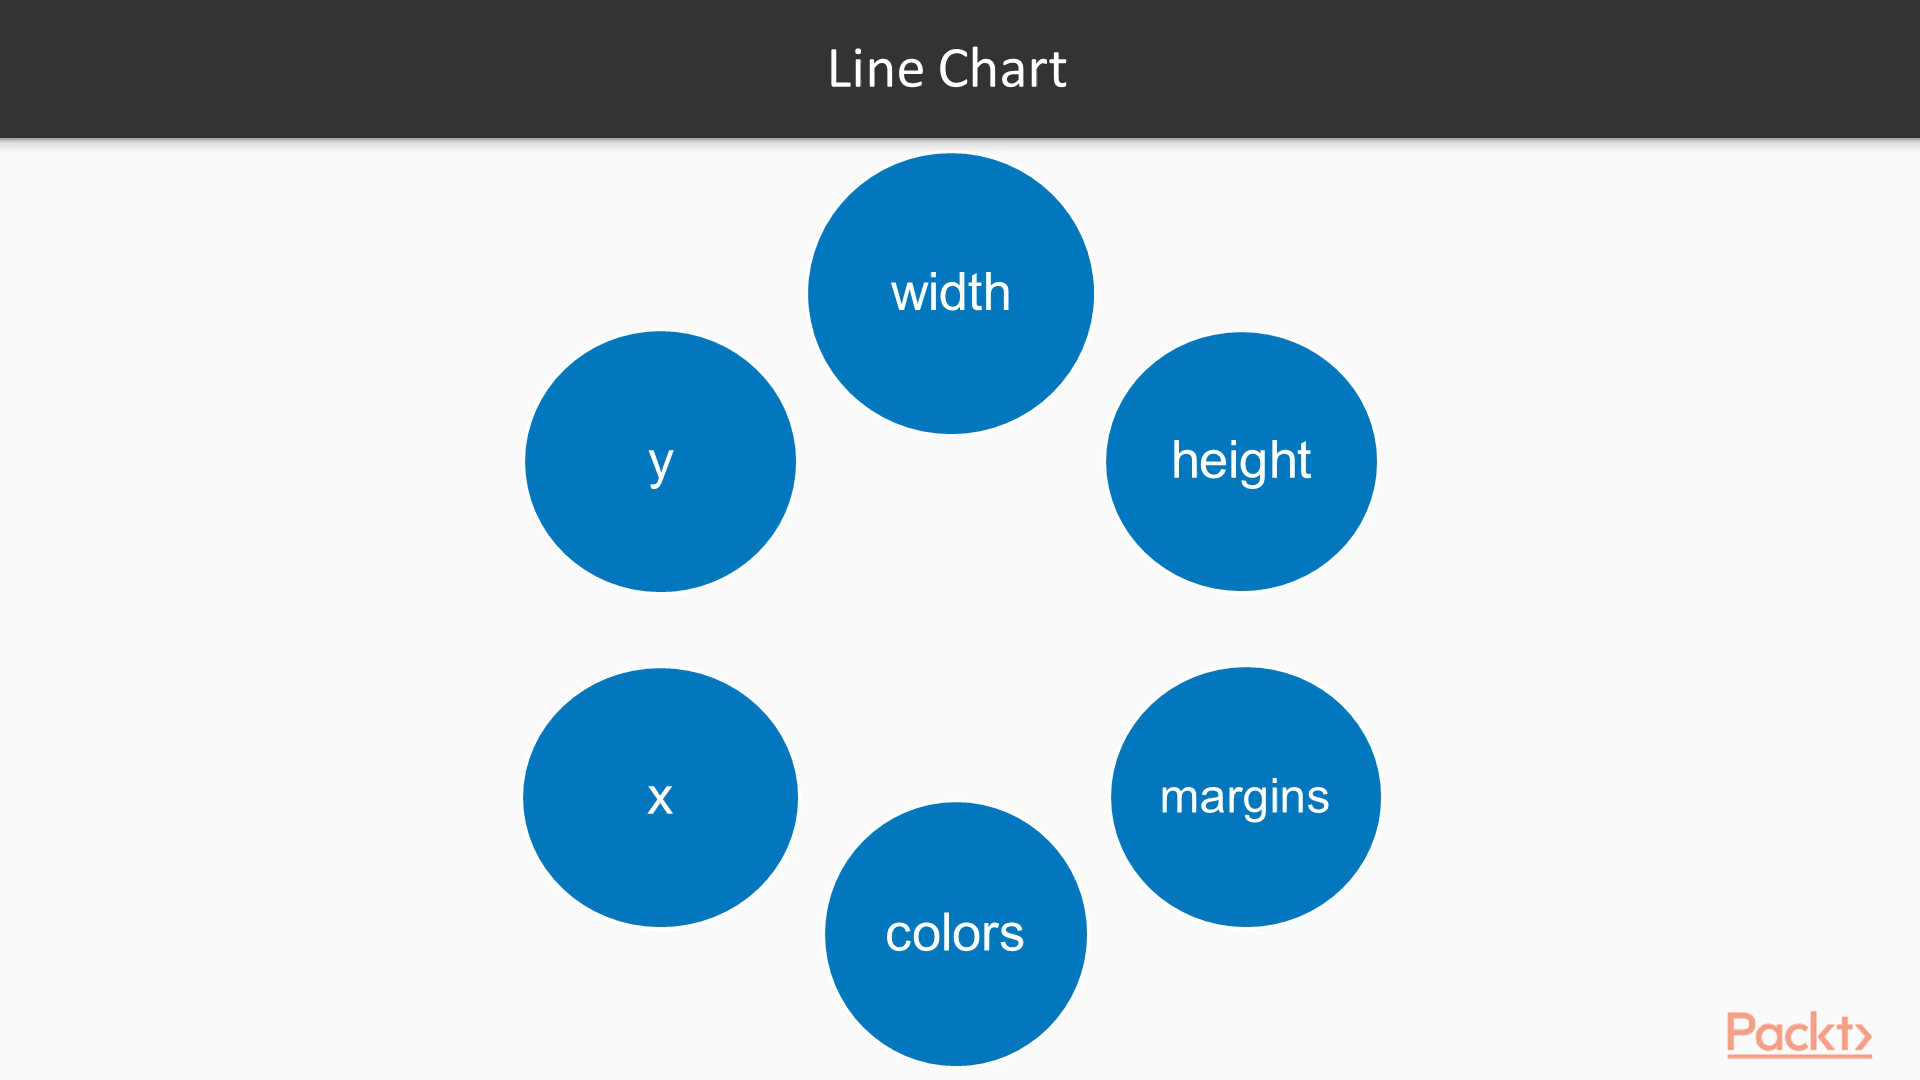 Line Chart
width
y
height
x
margins
colors
Packt>